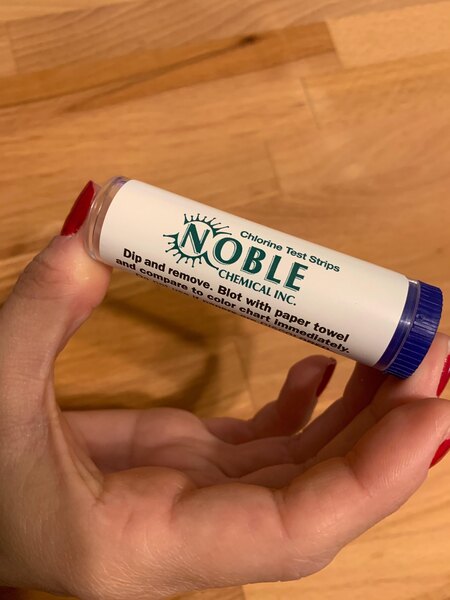 Chlorine Test Strips
NOBLE
CHEMICAL INC.
Dip and remove. Blot with paper towel
and compare to color chart immediately.